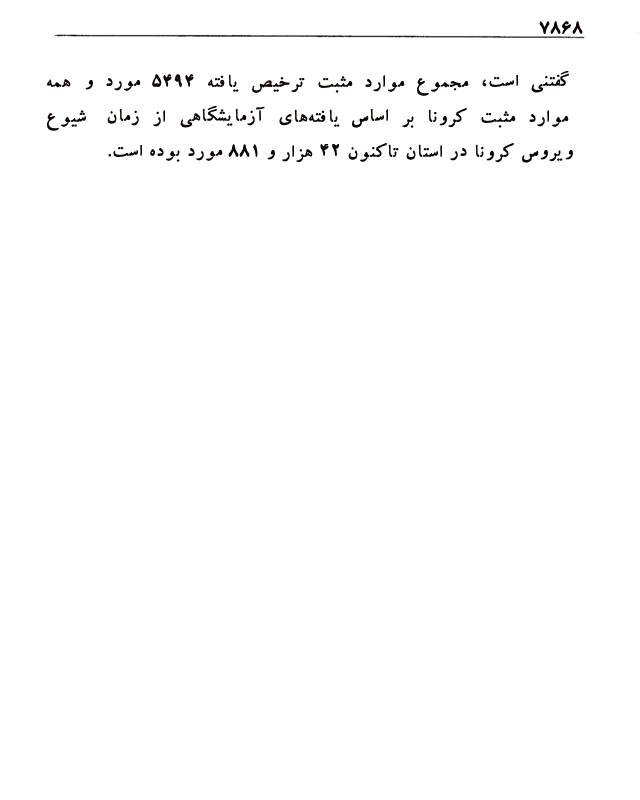 ۷۸۶۸
گفتنی است، مجموع موارد مثبت ترخیص یافته ۵۴۹۴ مورد و همه
موارد مثبت کرونا بر اساس یافته‌های آزمایشگاهی از زمان شیوع
ویروس کرونا در استان تاکنون ۴۲ هزار و ۸۸۱ مورد بوده است.